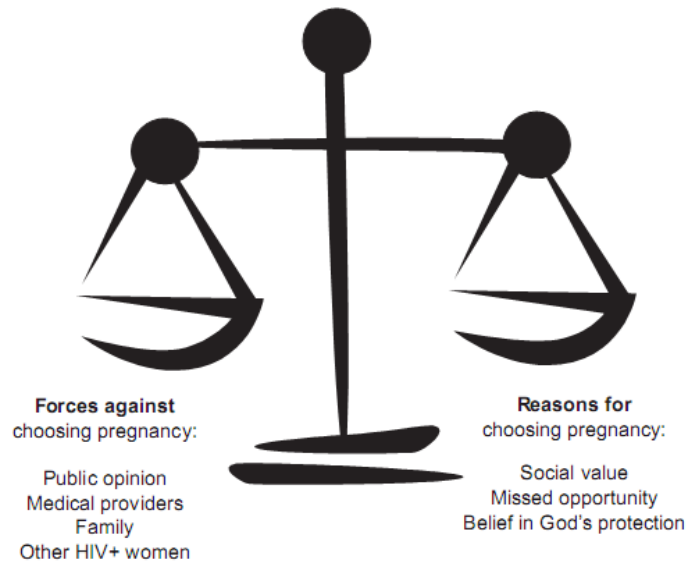 Forces against
choosing pregnancy:
Public opinion
Medical providers
Family
Other HIV+ women
Reasons for
choosing pregnancy:
Social value
Missed opportunity
Belief in God's protection